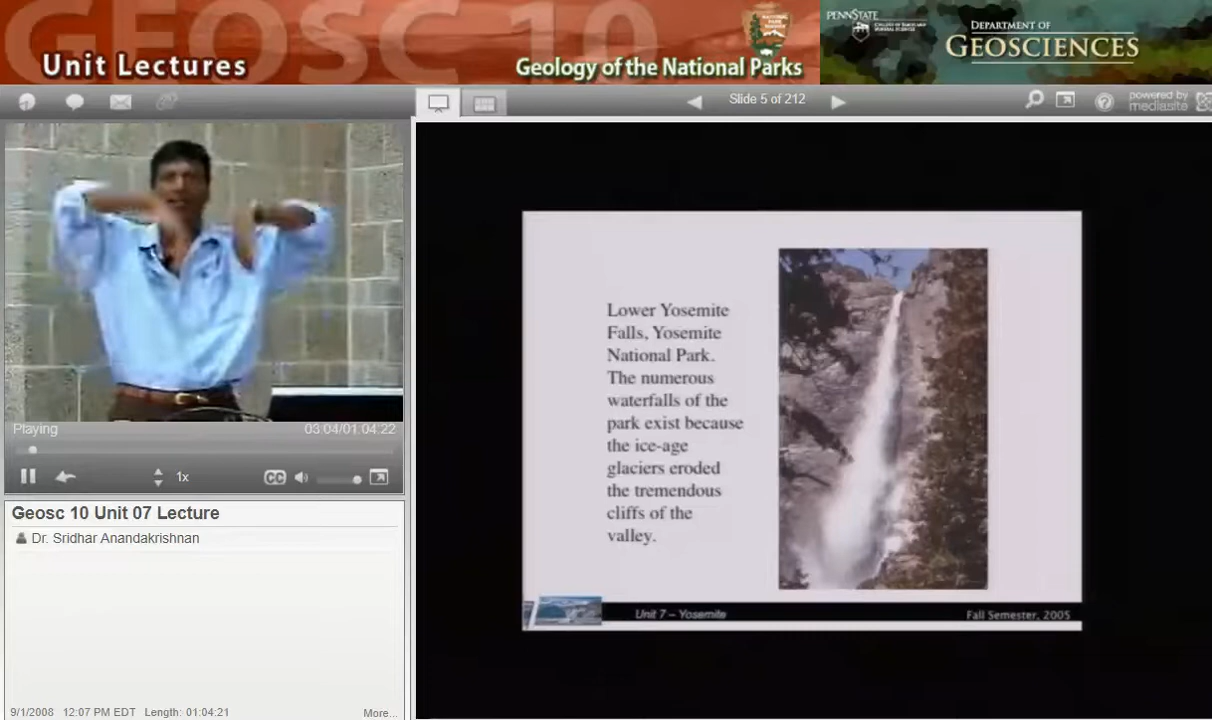 GEOSC 10
Unit Lectures
NATIONAL PARK SERVICE
Geology of the National Parks
PENNSTATE
DEPARTMENT OF
GEOSCIENCES
Slide 5 of 212
powered by
mediasite
Playing
03:04/01:04:22
1x
CC
Geosc 10 Unit 07 Lecture
Dr. Sridhar Anandakrishnan
9/1/2008 12:07 PM EDT Length: 01:04:21
More...
Lower Yosemite
Falls, Yosemite
National Park.
The numerous
waterfalls of the
park exist because
the ice-age
glaciers eroded
the tremendous
cliffs of the
valley.
Unit 7 – Yosemite
Fall Semester, 2005